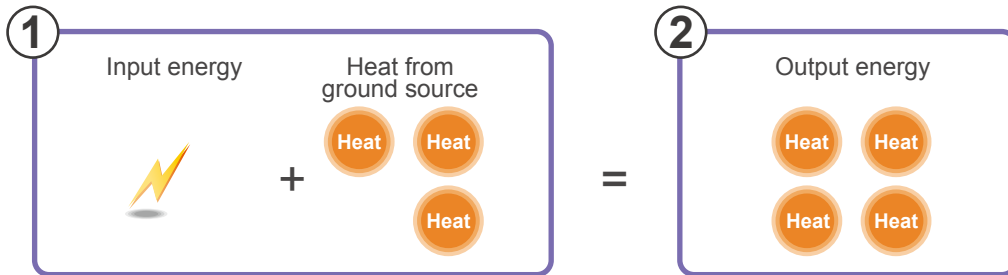 1
Input energy
Heat from
ground source
Heat Heat
+
Heat
=
2
Output energy
Heat Heat
Heat Heat